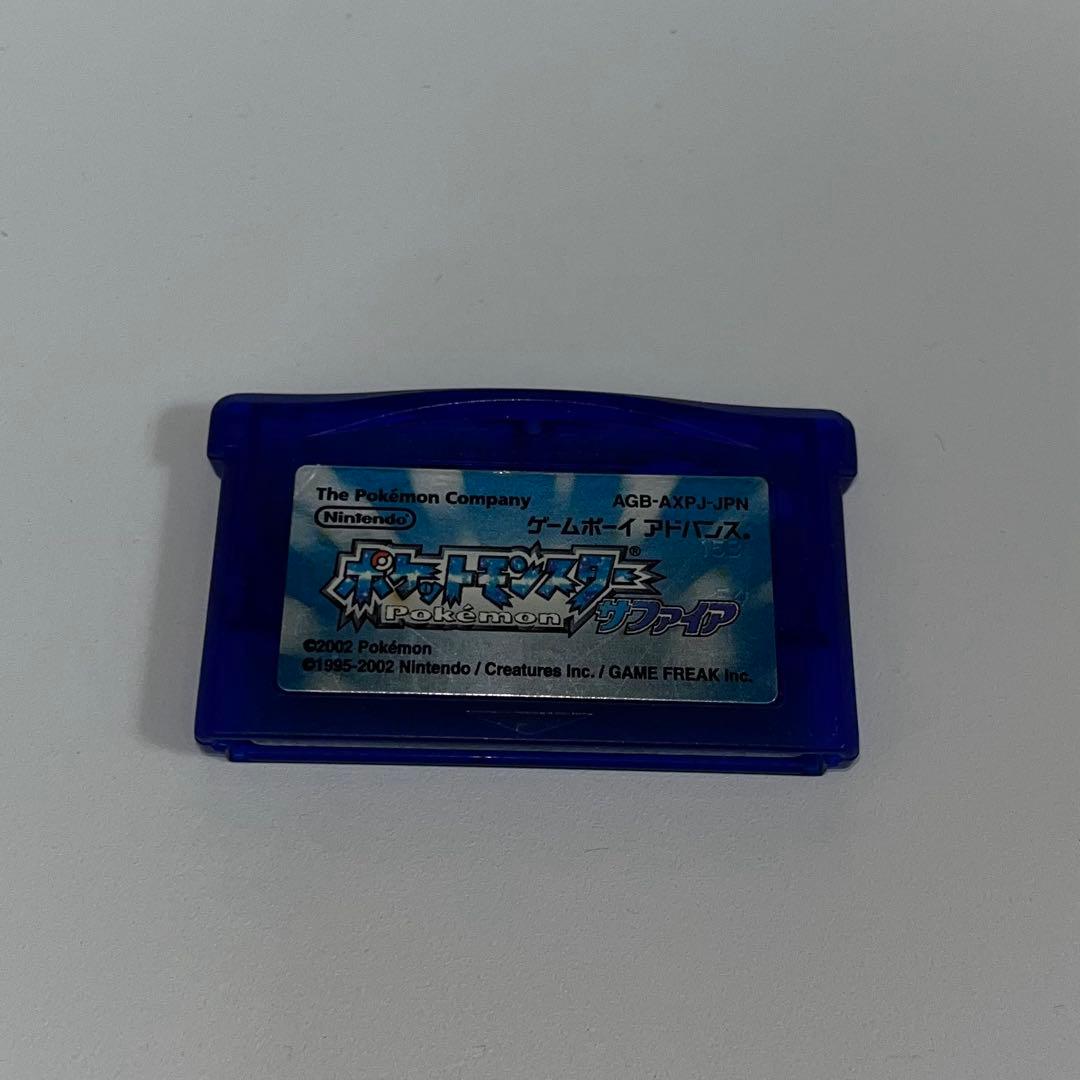 The Pokémon Company
AGB-AXPJ-JPN
Nintendo
ゲームボーイ アドバンス®
ポケットモンスター®
Pokémon
サファイア
©2002 Pokémon
©1995-2002 Nintendo / Creatures Inc. / GAME FREAK Inc.